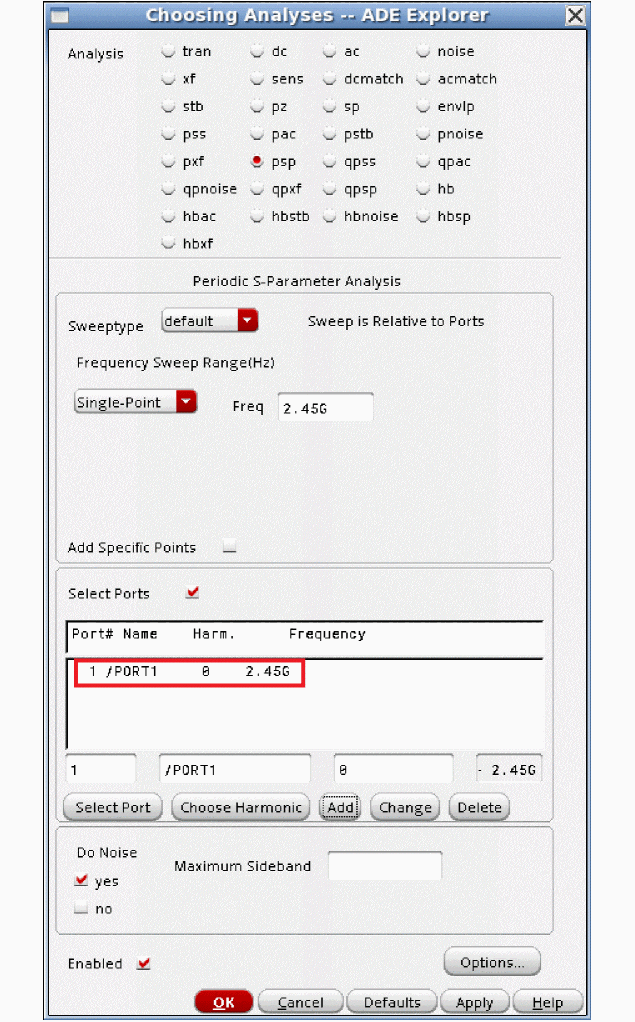 Choosing Analyses -- ADE Explorer
Analysis tran dc ac noise
xf sens dcmatch acmatch
stb pz sp envlp
pss pac pstb pnoise
pxf psp qpss qpac
qpnoise qpxf qpsp hb
hbac hbstb hbnoise hbsp
hbxf
Periodic S-Parameter Analysis
Sweeptype default Sweep is Relative to Ports
Frequency Sweep Range(Hz)
Single-Point Freq 2.45G
Add Specific Points
Select Ports
Port# Name Harm. Frequency
1 /PORT1 0 2.45G
1 /PORT1 0 - 2.45G
Select Port Choose Harmonic Add Change Delete
Do Noise
Maximum Sideband
yes
no
Enabled
Options...
OK Cancel Defaults Apply Help